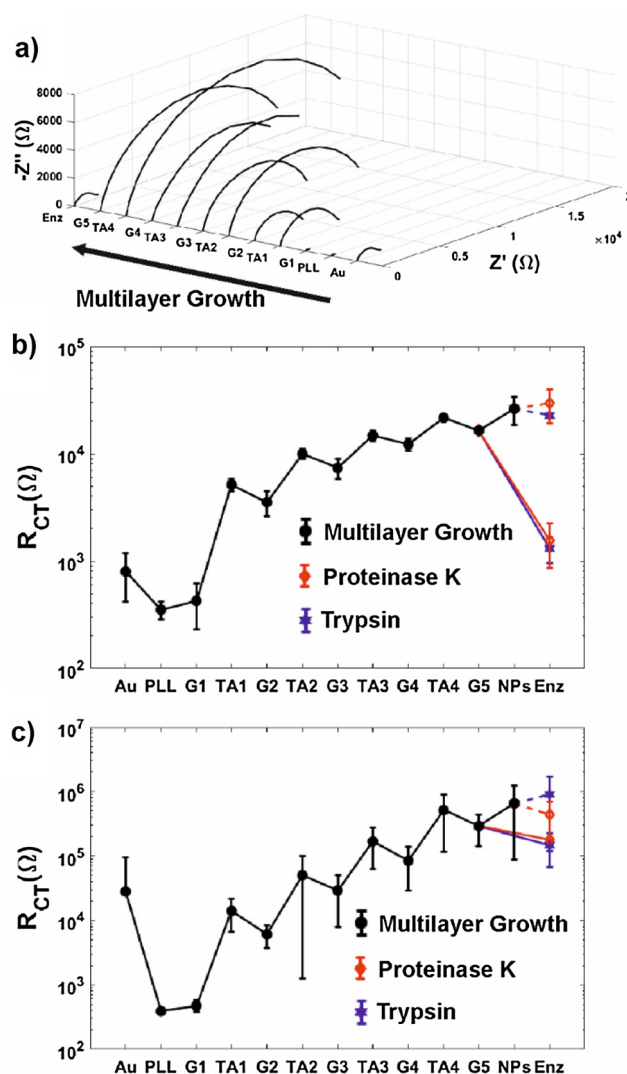 a)
8000
6000
4000
2000
0
-Z'' (Ω)
Enz
G5
TA4
G4
TA3
G3
TA2
G2
TA1
G1
PLL
Au
0
0.5
1
1.5
2
×10⁴
Z' (Ω)
Multilayer Growth
b)
10⁵
10⁴
10³
10²
R_CT(Ω)
Multilayer Growth
Proteinase K
Trypsin
Au PLL G1 TA1 G2 TA2 G3 TA3 G4 TA4 G5 NPs Enz
c)
10⁷
10⁶
10⁵
10⁴
10³
10²
R_CT(Ω)
Multilayer Growth
Proteinase K
Trypsin
Au PLL G1 TA1 G2 TA2 G3 TA3 G4 TA4 G5 NPs Enz